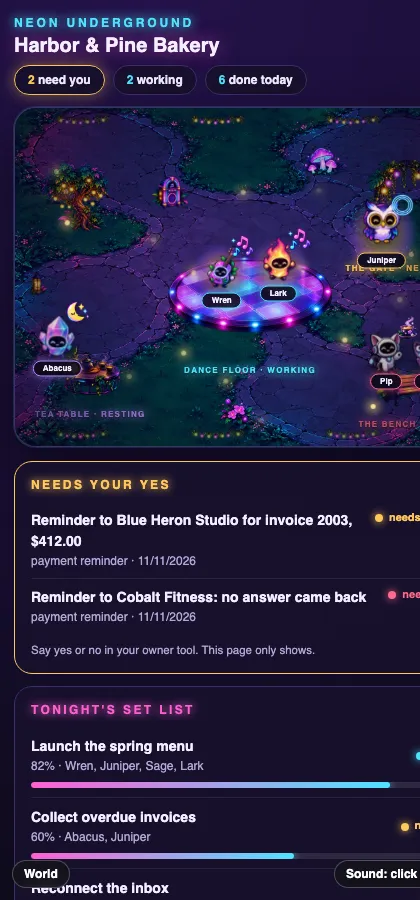 NEON UNDERGROUND
Harbor & Pine Bakery
2 need you
2 working
6 done today
Juniper
THE GATE · NE
Wren
Lark
Abacus
DANCE FLOOR · WORKING
Pip
TEA TABLE · RESTING
THE BENCH
NEEDS YOUR YES
Reminder to Blue Heron Studio for invoice 2003,
$412.00
needs
payment reminder · 11/11/2026
Reminder to Cobalt Fitness: no answer came back
nee
payment reminder · 11/11/2026
Say yes or no in your owner tool. This page only shows.
TONIGHT'S SET LIST
Launch the spring menu
82% · Wren, Juniper, Sage, Lark
Collect overdue invoices
60% · Abacus, Juniper
World
Sound: click
Reconnect the inbox